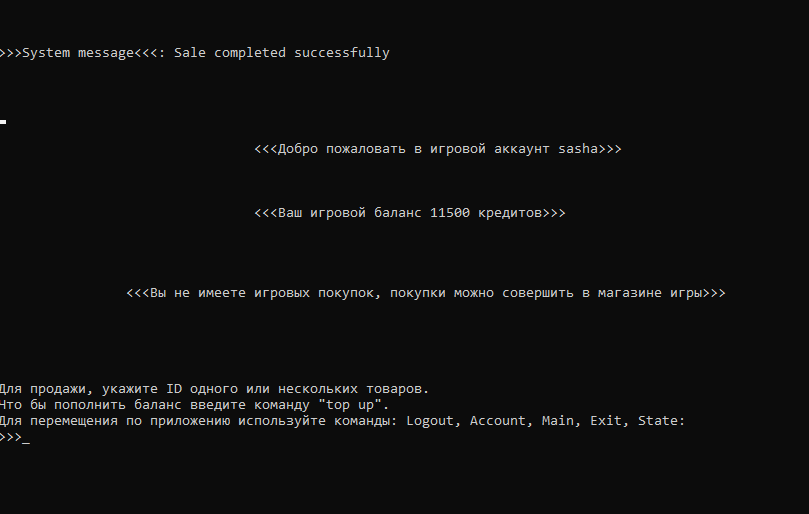 >>>System message<<<: Sale completed successfully
<<<Добро пожаловать в игровой аккаунт sasha>>>
<<<Ваш игровой баланс 11500 кредитов>>>
<<<Вы не имеете игровых покупок, покупки можно совершить в магазине игры>>>
Для продажи, укажите ID одного или нескольких товаров.
Что бы пополнить баланс введите команду "top up".
Для перемещения по приложению используйте команды: Logout, Account, Main, Exit, State:
>>>_